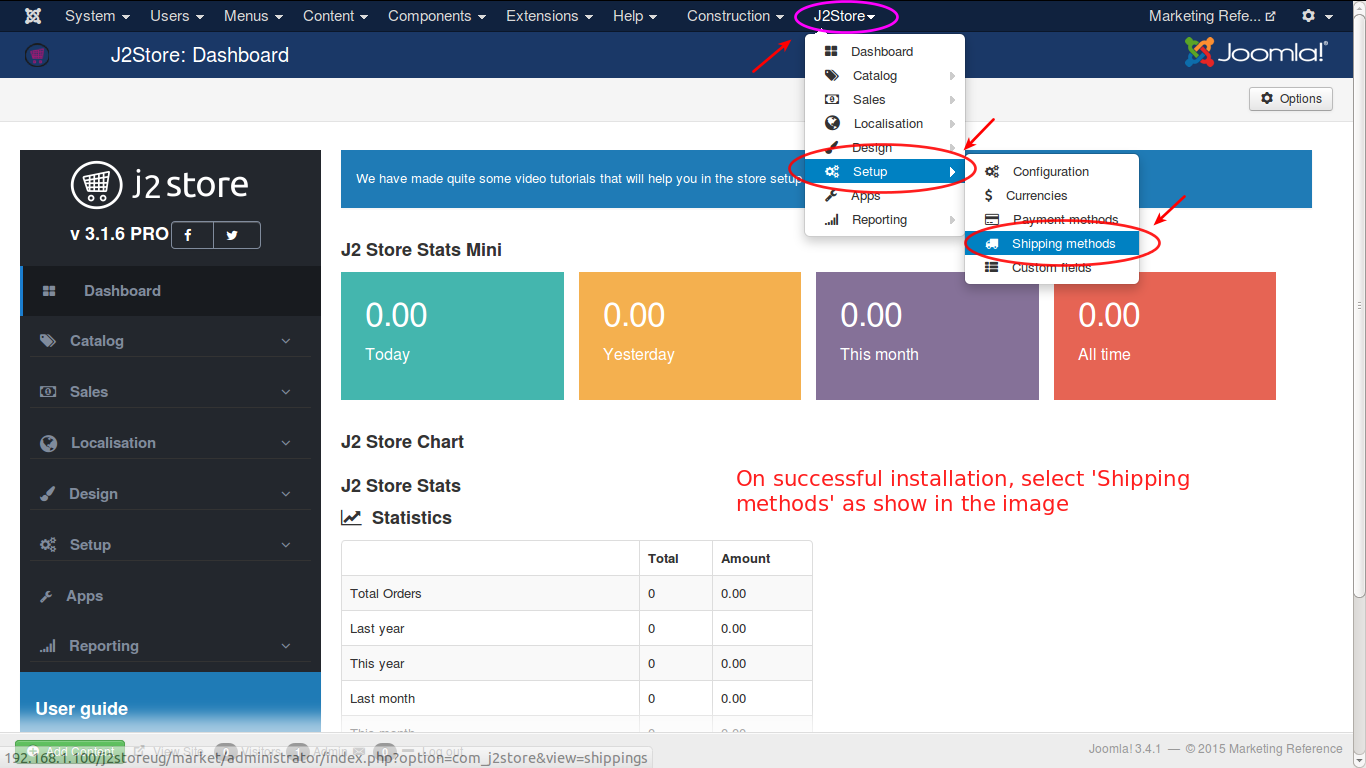 System Users Menus Content Components Extensions Help Construction J2Store Marketing Refe...
J2Store: Dashboard
Joomla!®
Dashboard
Catalog
Sales
Localisation
Design
Setup
Apps
Reporting
Configuration
Currencies
Payment methods
Shipping methods
Custom fields
Options
j2store
v 3.1.6 PRO
Dashboard
Catalog
Sales
Localisation
Design
Setup
Apps
Reporting
User guide
We have made quite some video tutorials that will help you in the store setup
J2 Store Stats Mini
0.00
Today
0.00
Yesterday
0.00
This month
0.00
All time
J2 Store Chart
J2 Store Stats
Statistics
On successful installation, select 'Shipping
methods' as show in the image
Total Amount
Total Orders 0 0.00
Last year 0 0.00
This year 0 0.00
Last month 0 0.00
This month
Add Content View Site 0 Visitors 1 Admin 0 Log out
Joomla! 3.4.1 — © 2015 Marketing Reference
192.168.1.100/j2storeug/market/administrator/index.php?option=com_j2store&view=shippings